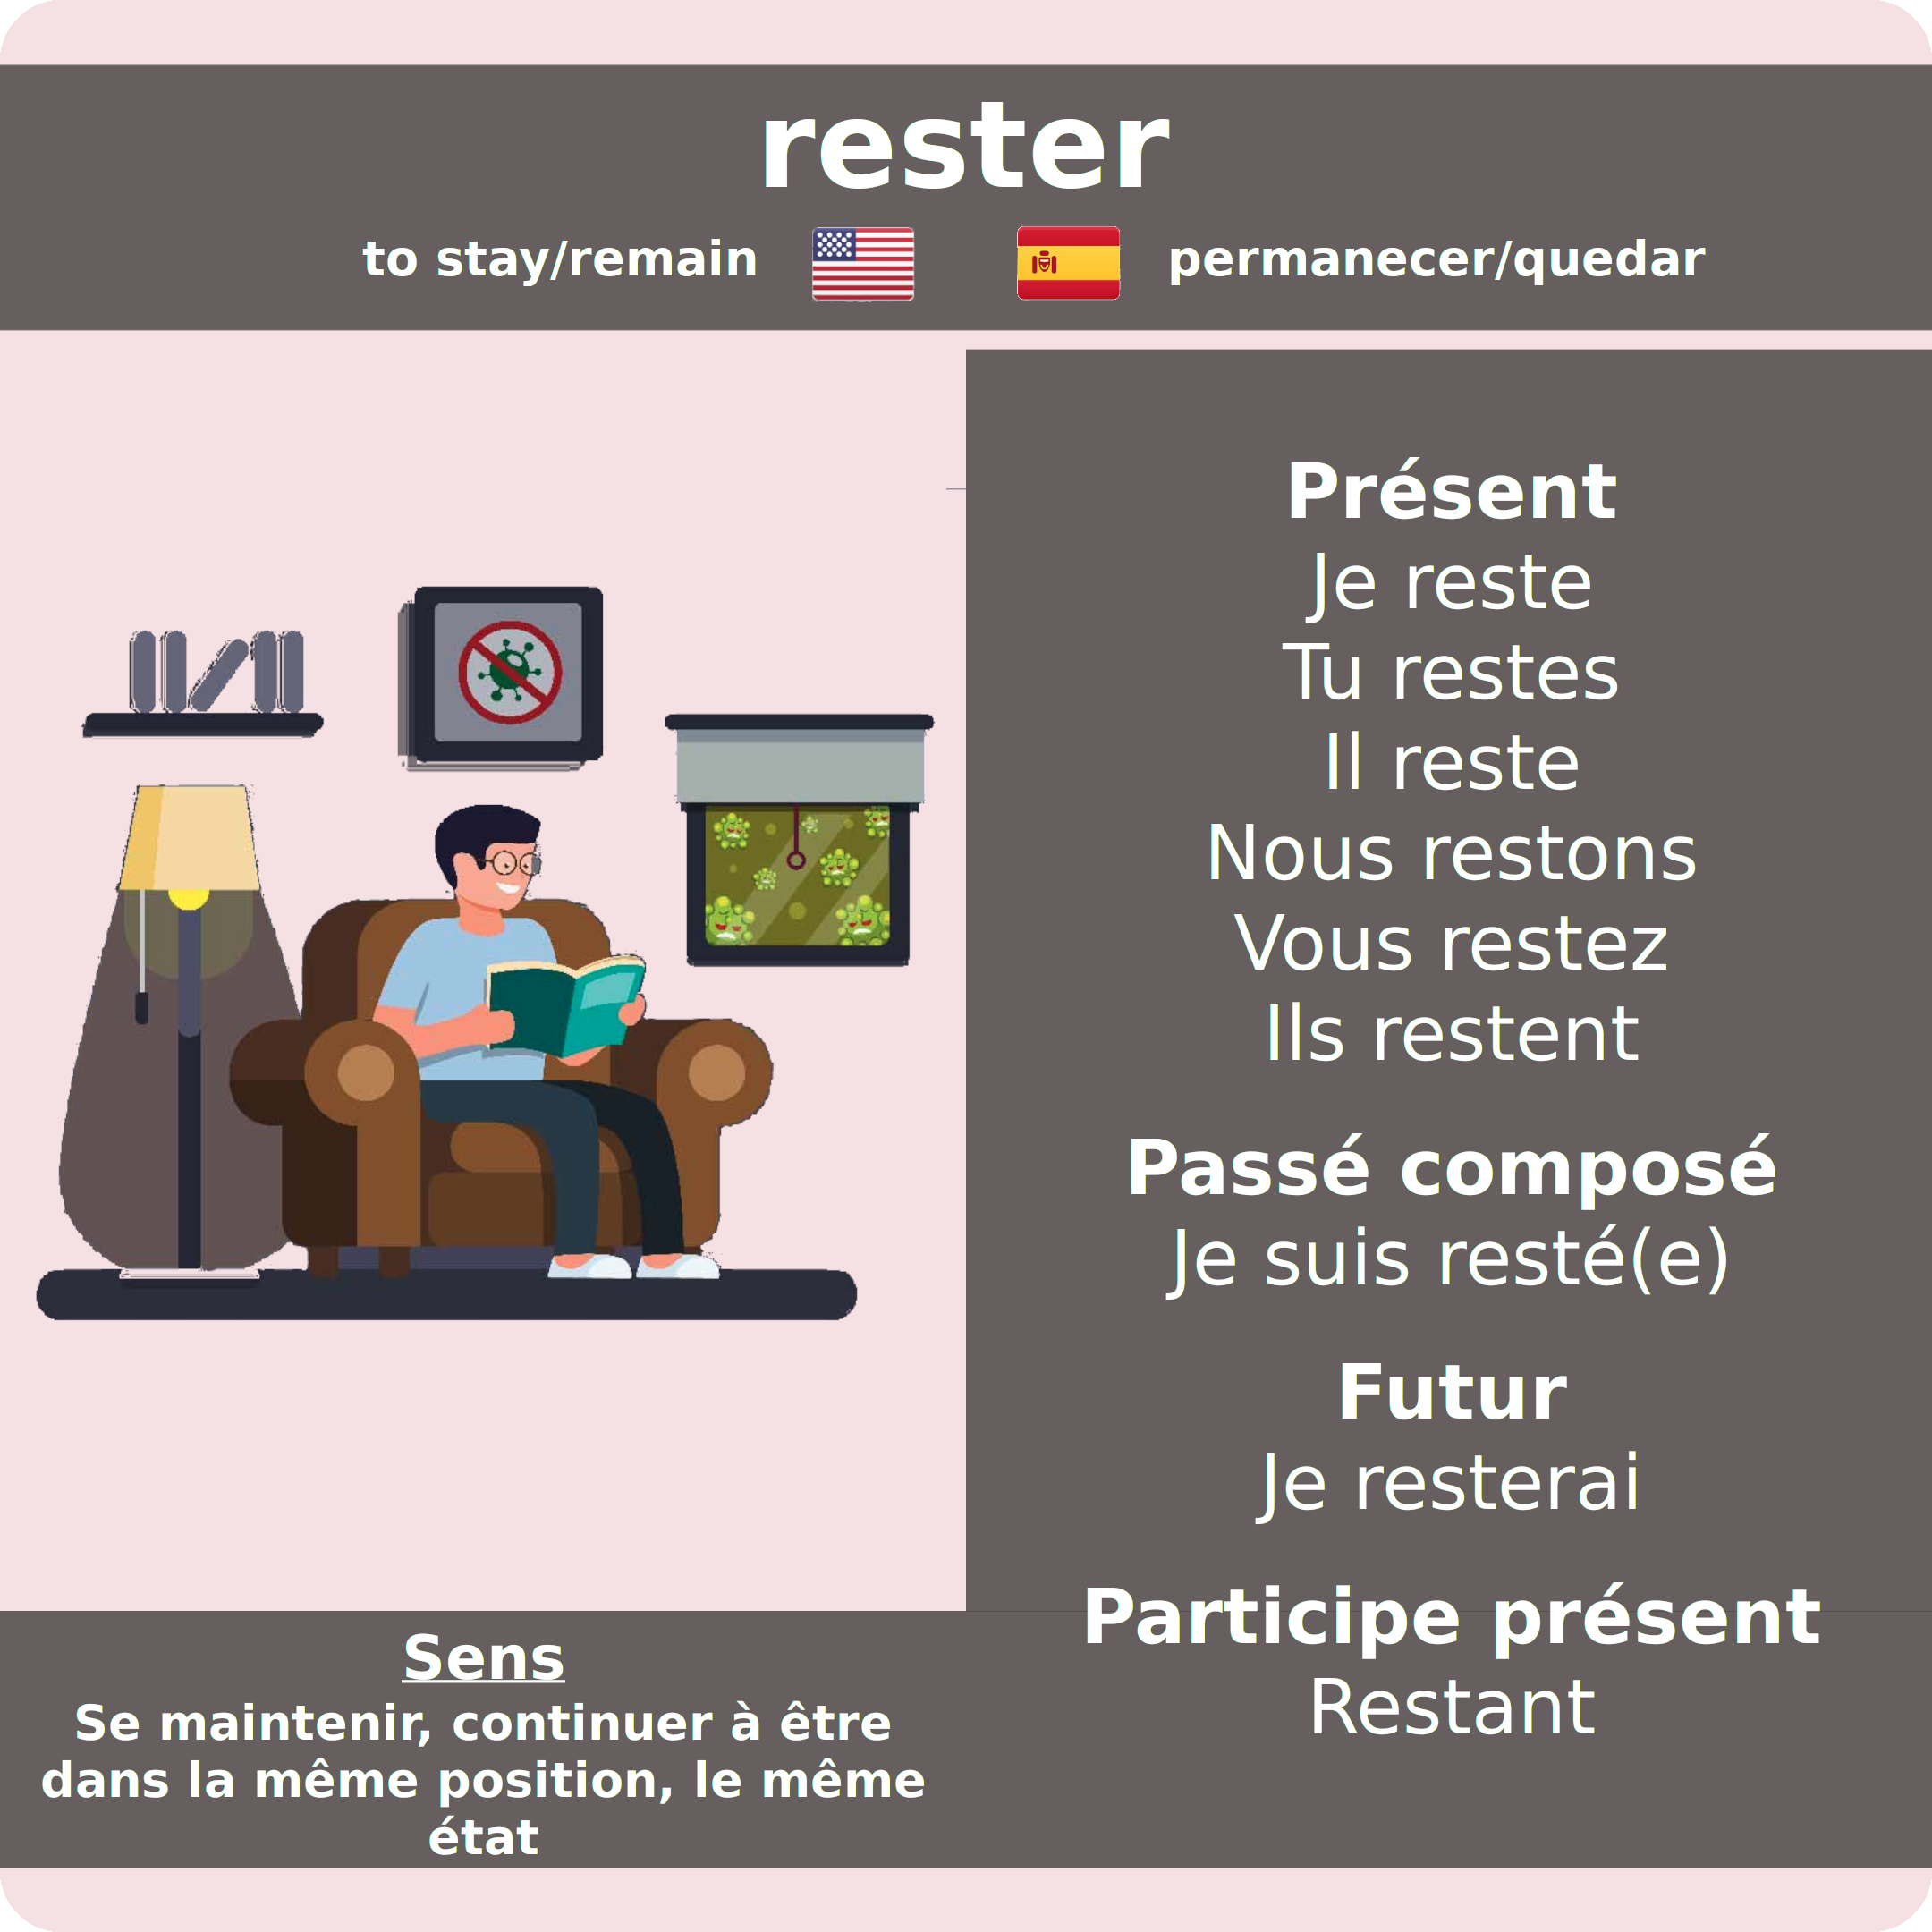 rester
to stay/remain
permanecer/quedar
Présent
Je reste
Tu restes
Il reste
Nous restons
Vous restez
Ils restent
Passé composé
Je suis resté(e)
Futur
Je resterai
Participe présent
Restant
Sens
Se maintenir, continuer à être
dans la même position, le même
état